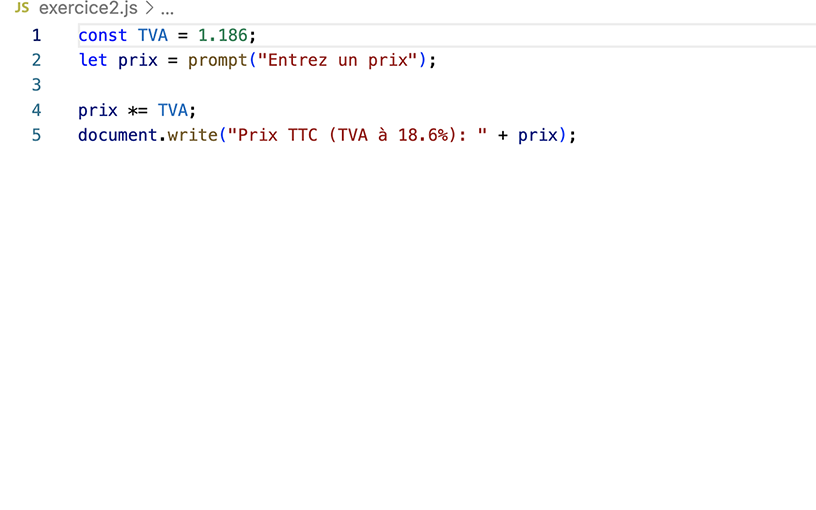 JS exercice2.js > ...
1 const TVA = 1.186;
2 let prix = prompt("Entrez un prix");
3
4 prix *= TVA;
5 document.write("Prix TTC (TVA à 18.6%): " + prix);